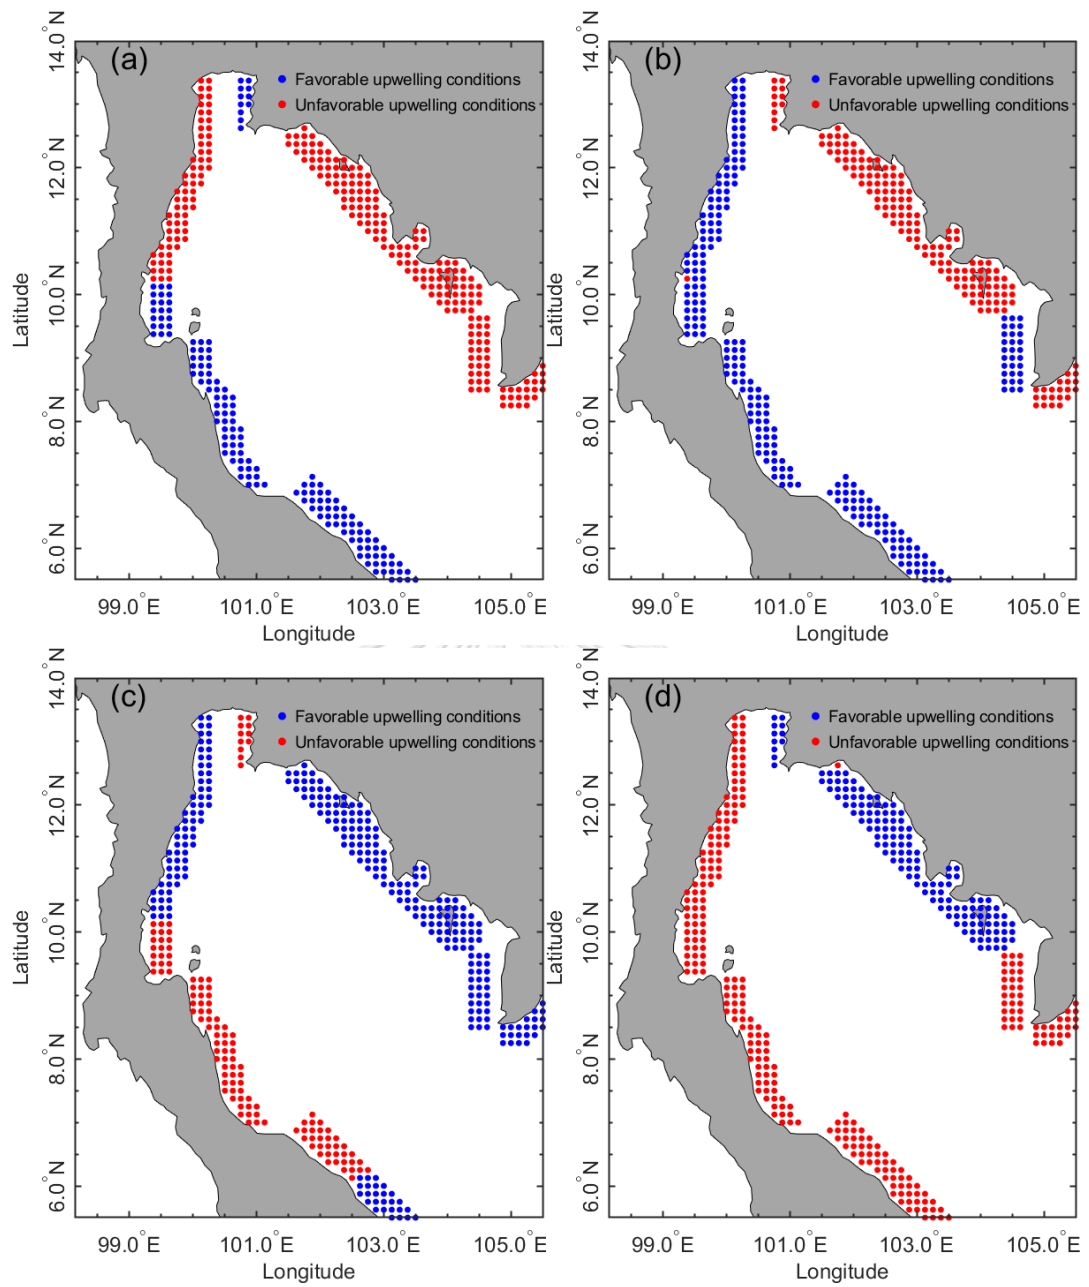 (a)
Favorable upwelling conditions
Unfavorable upwelling conditions
14.0°N
12.0°N
10.0°N
8.0°N
6.0°N
Latitude
99.0°E
101.0°E
103.0°E
105.0°E
Longitude
(b)
Favorable upwelling conditions
Unfavorable upwelling conditions
14.0°N
12.0°N
10.0°N
8.0°N
6.0°N
Latitude
99.0°E
101.0°E
103.0°E
105.0°E
Longitude
(c)
Favorable upwelling conditions
Unfavorable upwelling conditions
14.0°N
12.0°N
10.0°N
8.0°N
6.0°N
Latitude
99.0°E
101.0°E
103.0°E
105.0°E
Longitude
(d)
Favorable upwelling conditions
Unfavorable upwelling conditions
14.0°N
12.0°N
10.0°N
8.0°N
6.0°N
Latitude
99.0°E
101.0°E
103.0°E
105.0°E
Longitude